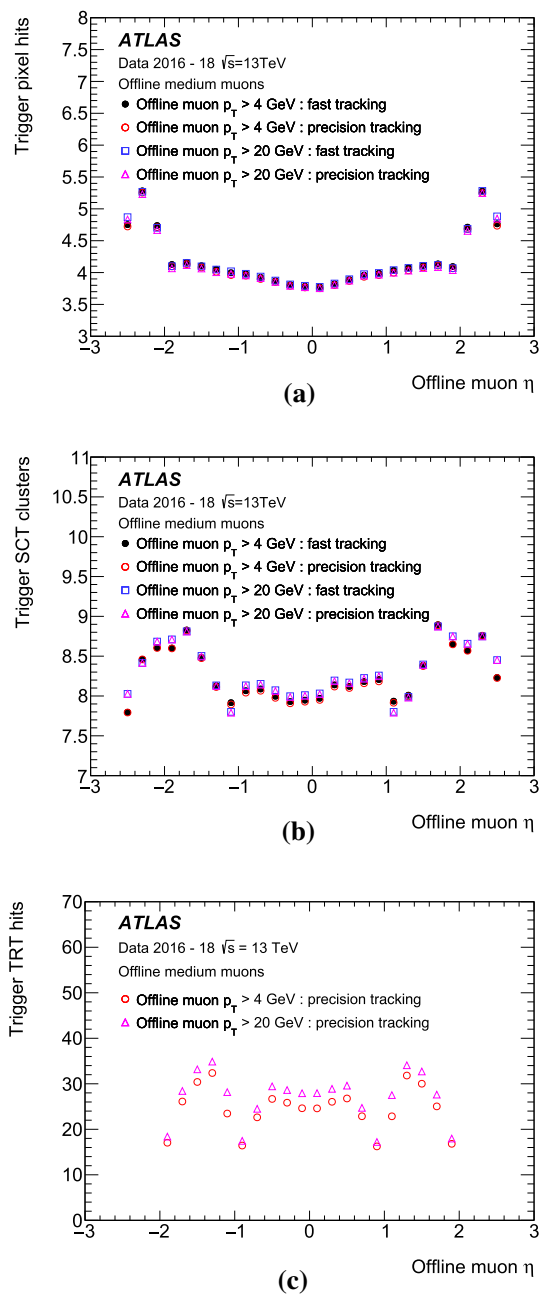 Trigger pixel hits
8
7.5
7
6.5
6
5.5
5
4.5
4
3.5
3
ATLAS
Data 2016 - 18 √s=13TeV
Offline medium muons
Offline muon p_T > 4 GeV : fast tracking
Offline muon p_T > 4 GeV : precision tracking
Offline muon p_T > 20 GeV : fast tracking
Offline muon p_T > 20 GeV : precision tracking
−3 −2 −1 0 1 2 3
Offline muon η
(a)
Trigger SCT clusters
11
10.5
10
9.5
9
8.5
8
7.5
7
ATLAS
Data 2016 - 18 √s=13TeV
Offline medium muons
Offline muon p_T > 4 GeV : fast tracking
Offline muon p_T > 4 GeV : precision tracking
Offline muon p_T > 20 GeV : fast tracking
Offline muon p_T > 20 GeV : precision tracking
−3 −2 −1 0 1 2 3
Offline muon η
(b)
Trigger TRT hits
70
60
50
40
30
20
10
0
ATLAS
Data 2016 - 18 √s = 13 TeV
Offline medium muons
Offline muon p_T > 4 GeV : precision tracking
Offline muon p_T > 20 GeV : precision tracking
−3 −2 −1 0 1 2 3
Offline muon η
(c)